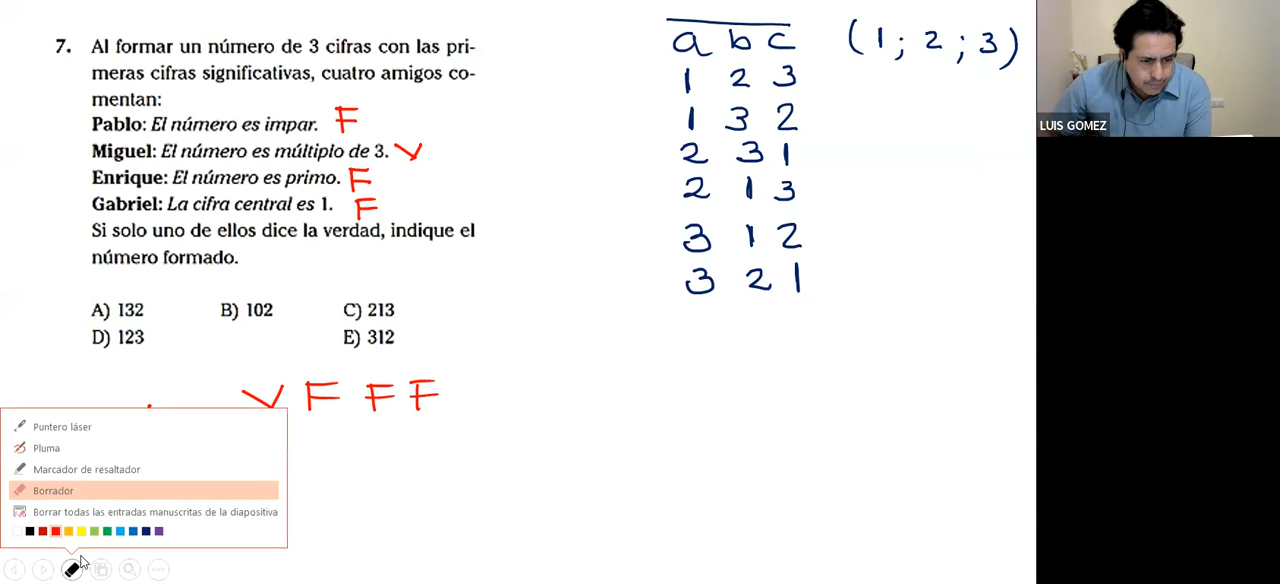 7. Al formar un número de 3 cifras con las pri-
meras cifras significativas, cuatro amigos co-
mentan:
Pablo: El número es impar. F
Miguel: El número es múltiplo de 3. V
Enrique: El número es primo. F
Gabriel: La cifra central es 1. F
Si solo uno de ellos dice la verdad, indique el
número formado.
A) 132 B) 102 C) 213
D) 123 E) 312
V F F F
a b c (1; 2; 3)
1 2 3
1 3 2
2 3 1
2 1 3
3 1 2
3 2 1
LUIS GOMEZ
Puntero láser
Pluma
Marcador de resaltador
Borrador
Borrar todas las entradas manuscritas de la diapositiva